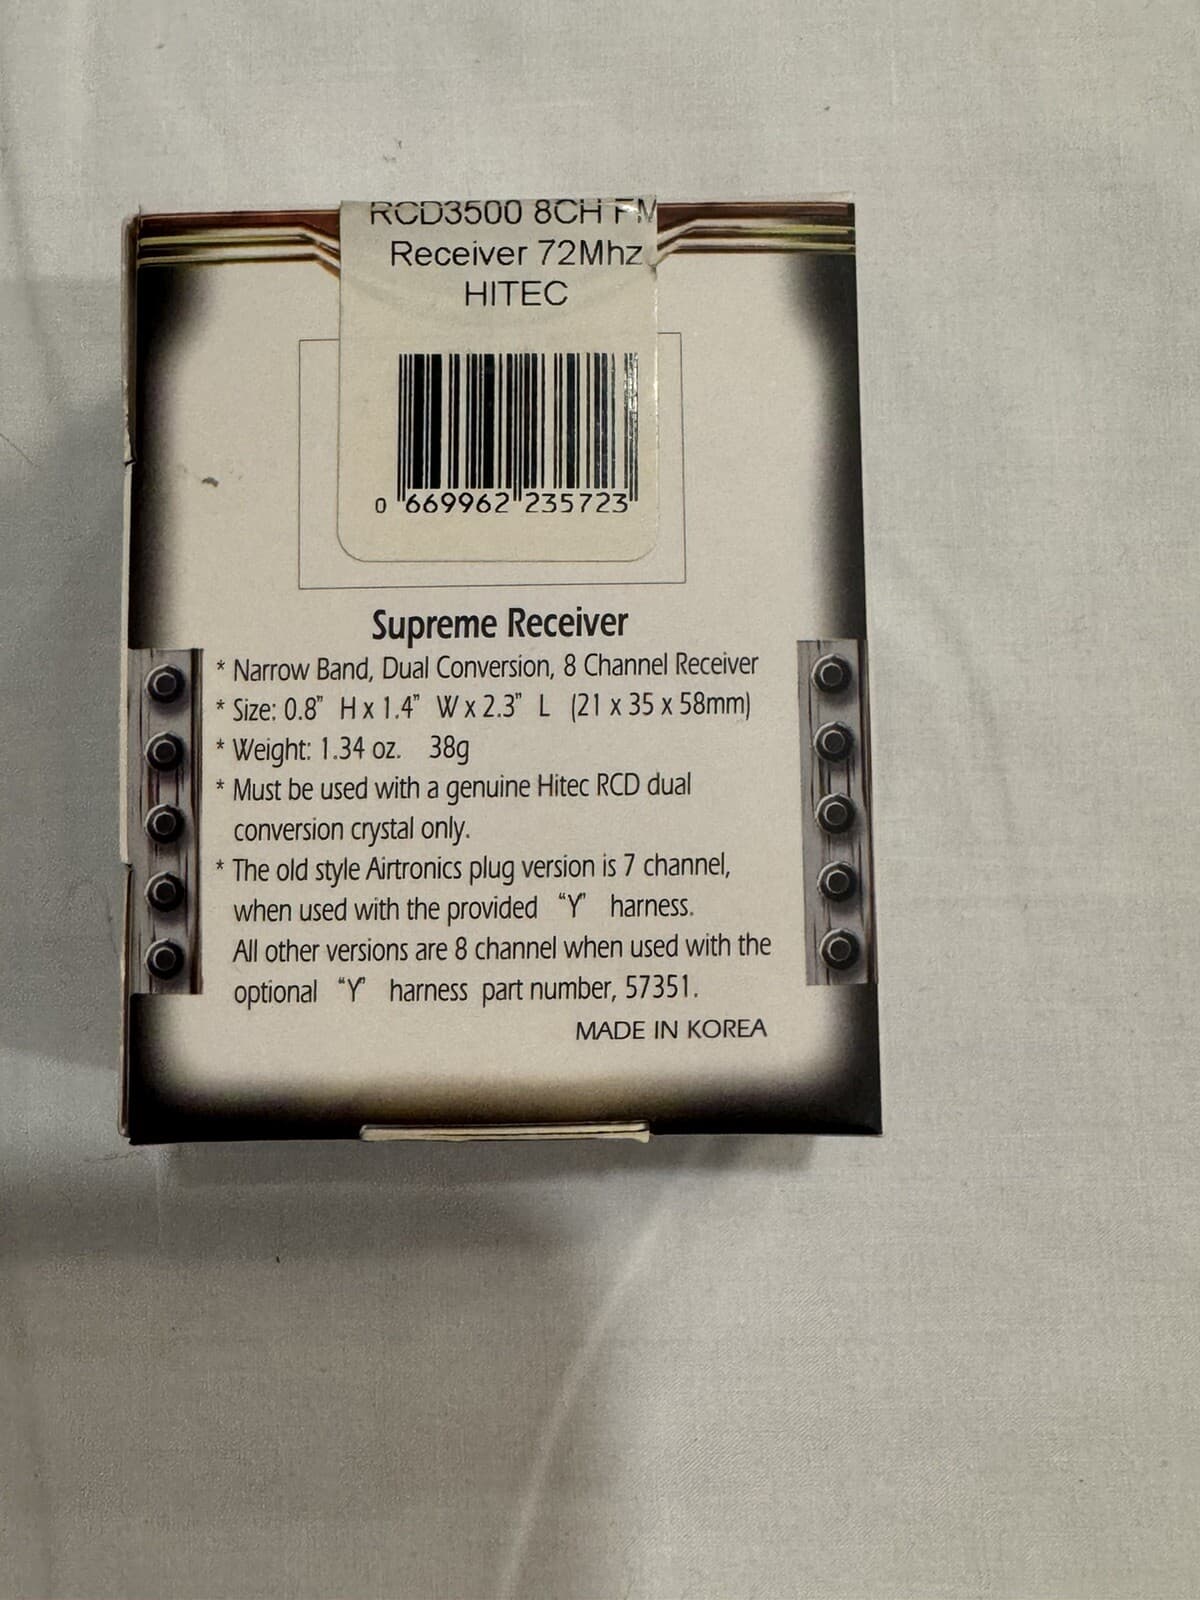 RCD3500 8CH FM
Receiver 72Mhz
HITEC
0 669962 235723
Supreme Receiver
* Narrow Band, Dual Conversion, 8 Channel Receiver
* Size: 0.8" H x 1.4" W x 2.3" L (21 x 35 x 58mm)
* Weight: 1.34 oz. 38g
* Must be used with a genuine Hitec RCD dual
conversion crystal only.
* The old style Airtronics plug version is 7 channel,
when used with the provided "Y" harness.
All other versions are 8 channel when used with the
optional "Y" harness part number, 57351.
MADE IN KOREA